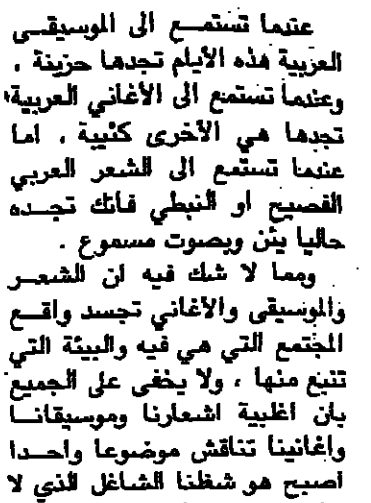 عندما تستمع الى الموسيقى
العربية هذه الأيام تجدها حزينة .
وعندما تستمع الى الأغاني العربية
تجدها هي الأخرى كئيبة ، اما
عندما تستمع الى الشعر العربي
الفصيح او النبطي فأنك تجده
حاليا يئن وبصوت مسموع .
ومما لا شك فيه ان الشعر
والموسيقى والأغاني تجسد واقع
المجتمع التي هي فيه والبيئة التي
تنبع منها ، ولا يخفى على الجميع
بان اغلبية اشعارنا وموسيقانا
واغانينا تناقش موضوعا واحدا
اصبح هو شغلنا الشاغل الذي لا